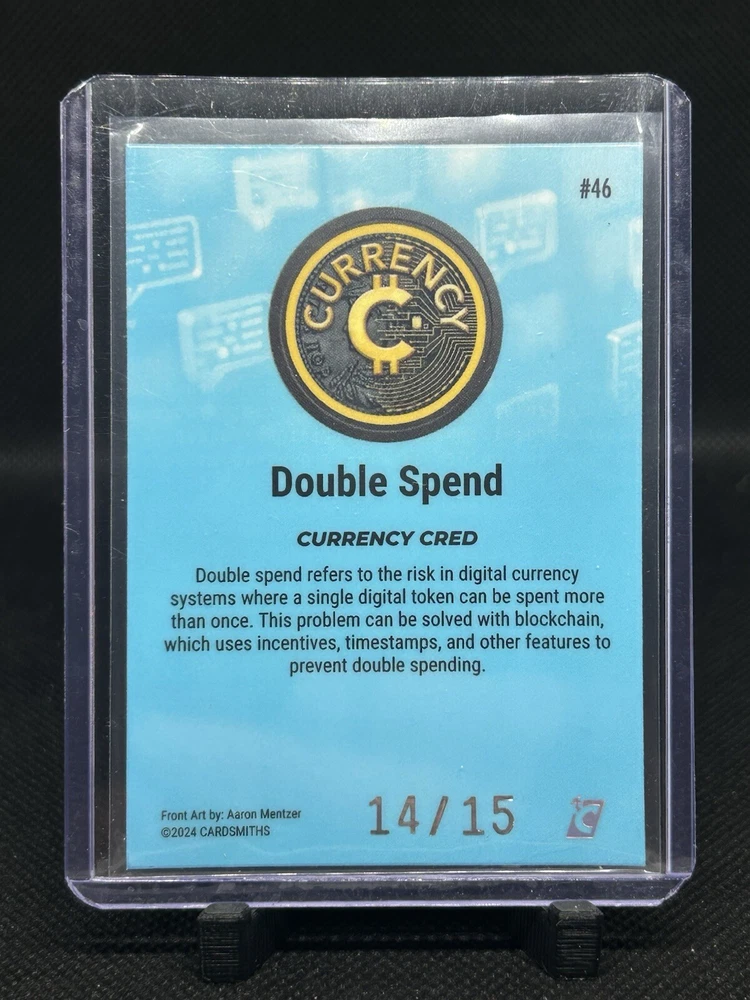 #46
CURRENCY
C
Double Spend
CURRENCY CRED
Double spend refers to the risk in digital currency
systems where a single digital token can be spent more
than once. This problem can be solved with blockchain,
which uses incentives, timestamps, and other features to
prevent double spending.
Front Art by: Aaron Mentzer
©2024 CARDSMITHS
14/15
C